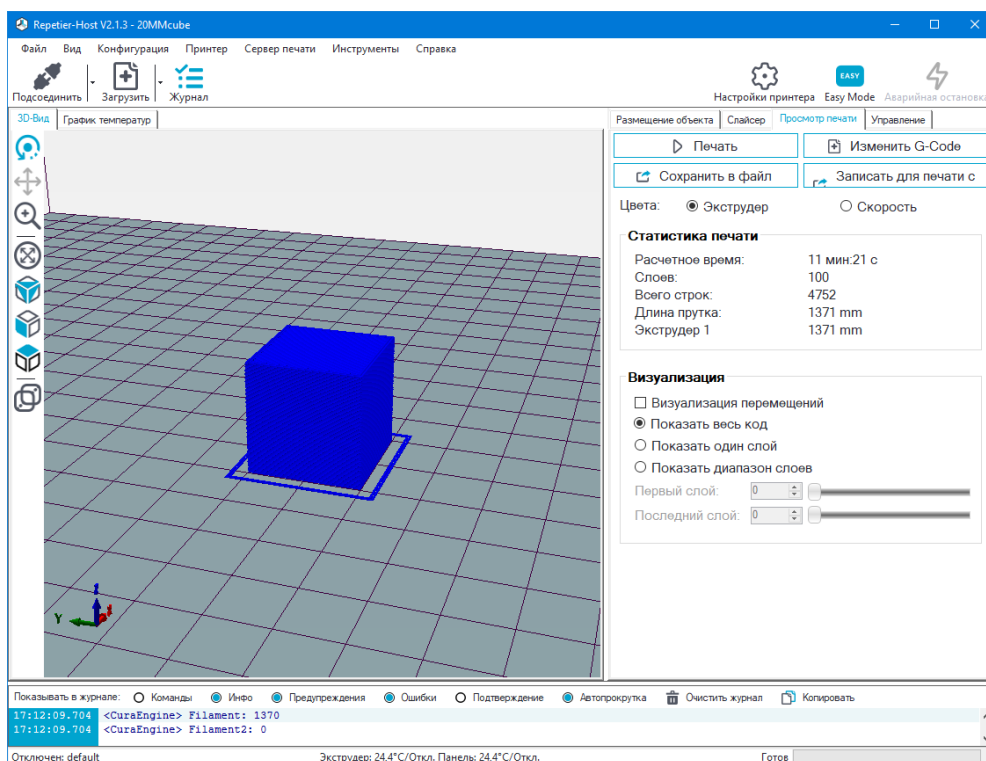 Repetier-Host V2.1.3 - 20MMcube
Файл Вид Конфигурация Принтер Сервер печати Инструменты Справка
Подсоединить Загрузить Журнал Настройки принтера EASY Easy Mode Аварийная остановка
3D-Вид График температур
Размещение объекта Слайсер Просмотр печати Управление
Печать Изменить G-Code
Сохранить в файл Записать для печати с
Цвета: Экструдер Скорость
Статистика печати
Расчетное время: 11 мин:21 с
Слоев: 100
Всего строк: 4752
Длина прутка: 1371 mm
Экструдер 1 1371 mm
Визуализация
Визуализация перемещений
Показать весь код
Показать один слой
Показать диапазон слоев
Первый слой: 0
Последний слой: 0
Y
Показывать в журнале: Команды Инфо Предупреждения Ошибки Подтверждение Автопрокрутка Очистить журнал Копировать
17:12:09.704 <CuraEngine> Filament: 1370
17:12:09.704 <CuraEngine> Filament2: 0
Отключен: default Экструдер: 24.4°C/Откл. Панель: 24.4°C/Откл. Готов